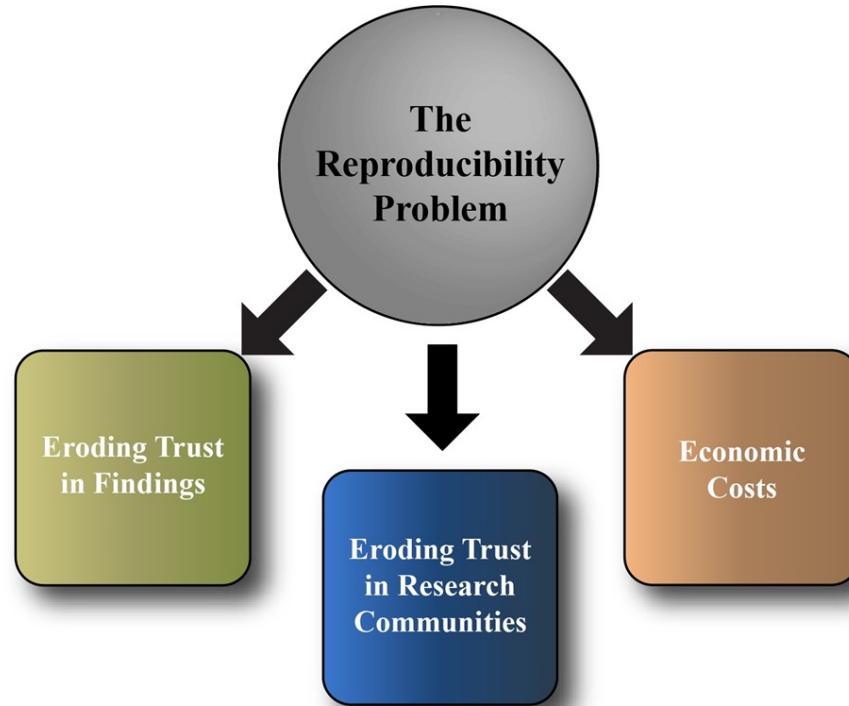 The
Reproducibility
Problem
Eroding Trust
in Findings
Eroding Trust
in Research
Communities
Economic
Costs